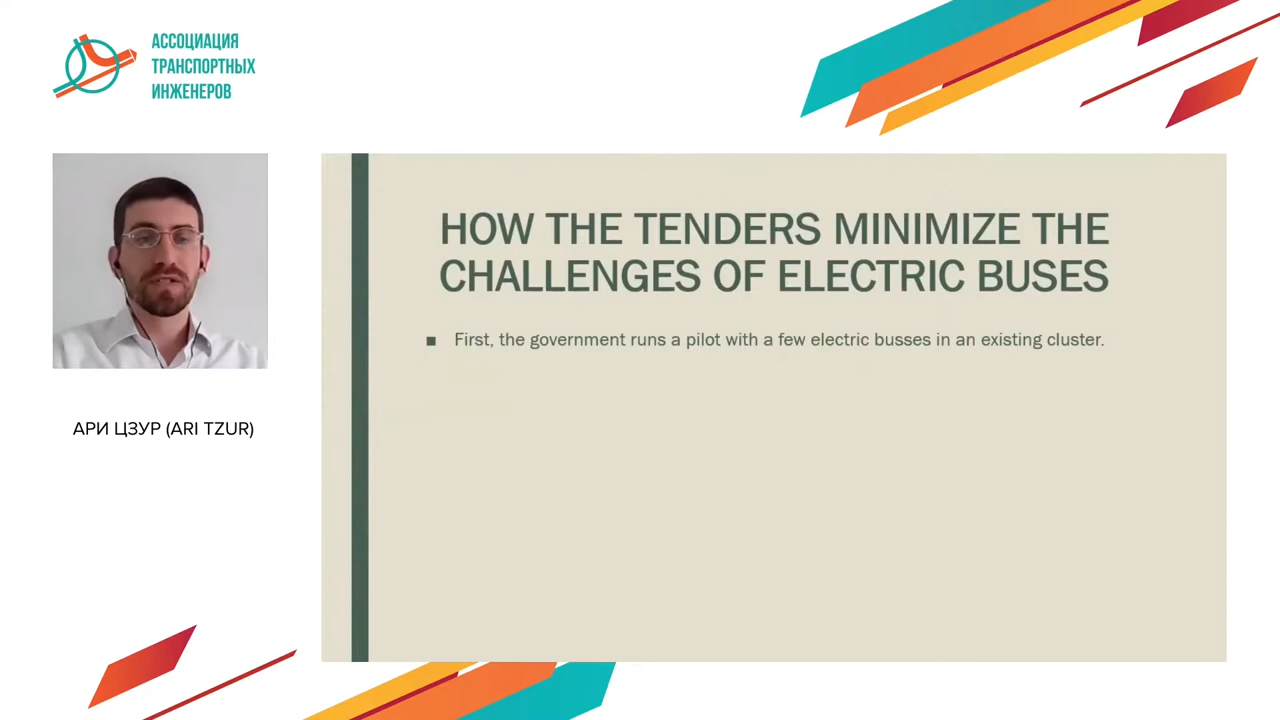 АССОЦИАЦИЯ
ТРАНСПОРТНЫХ
ИНЖЕНЕРОВ
HOW THE TENDERS MINIMIZE THE
CHALLENGES OF ELECTRIC BUSES
■ First, the government runs a pilot with a few electric busses in an existing cluster.
АРИ ЦЗУР (ARI TZUR)